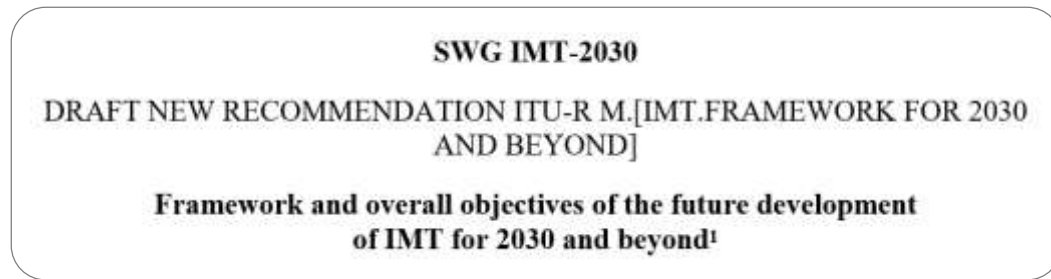 SWG IMT-2030
DRAFT NEW RECOMMENDATION ITU-R M.[IMT.FRAMEWORK FOR 2030
AND BEYOND]
Framework and overall objectives of the future development
of IMT for 2030 and beyond¹